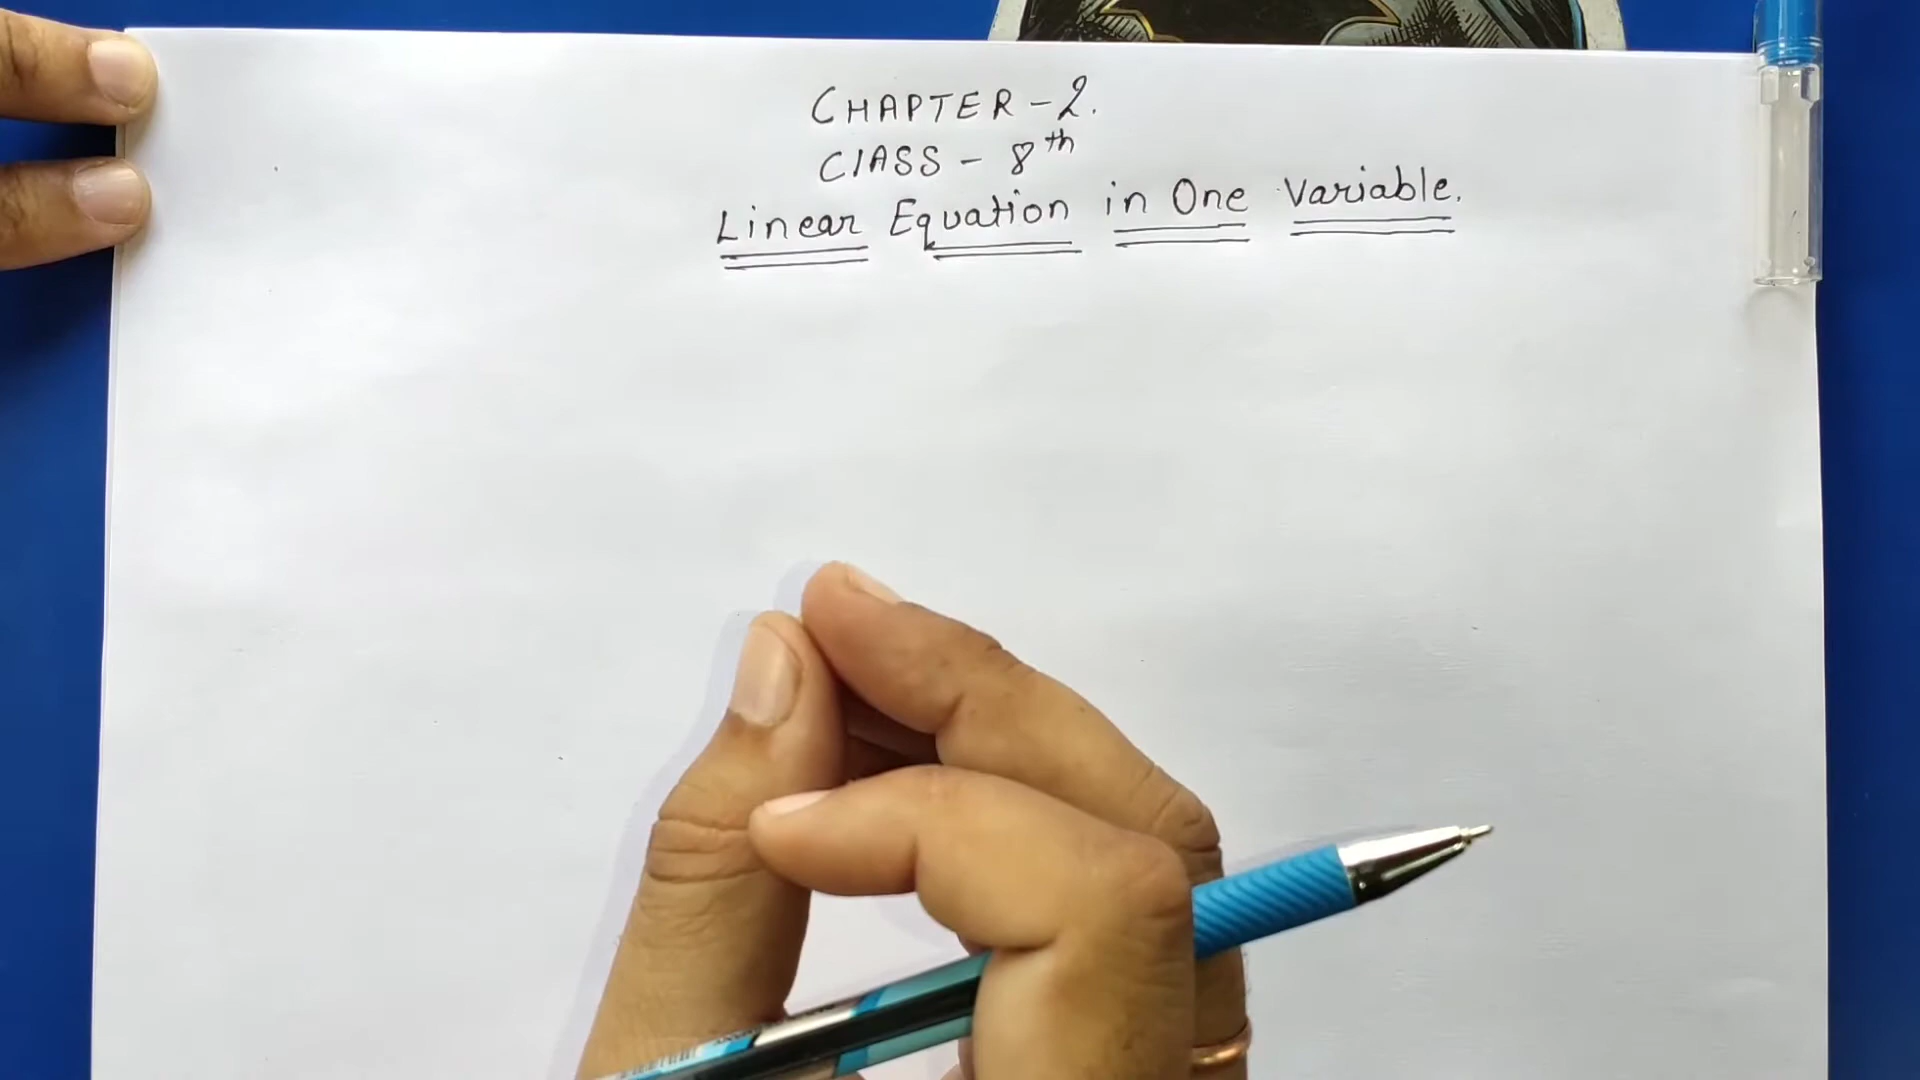 CHAPTER - 2.
ClASS - 8th
Linear Equation in One Variable.